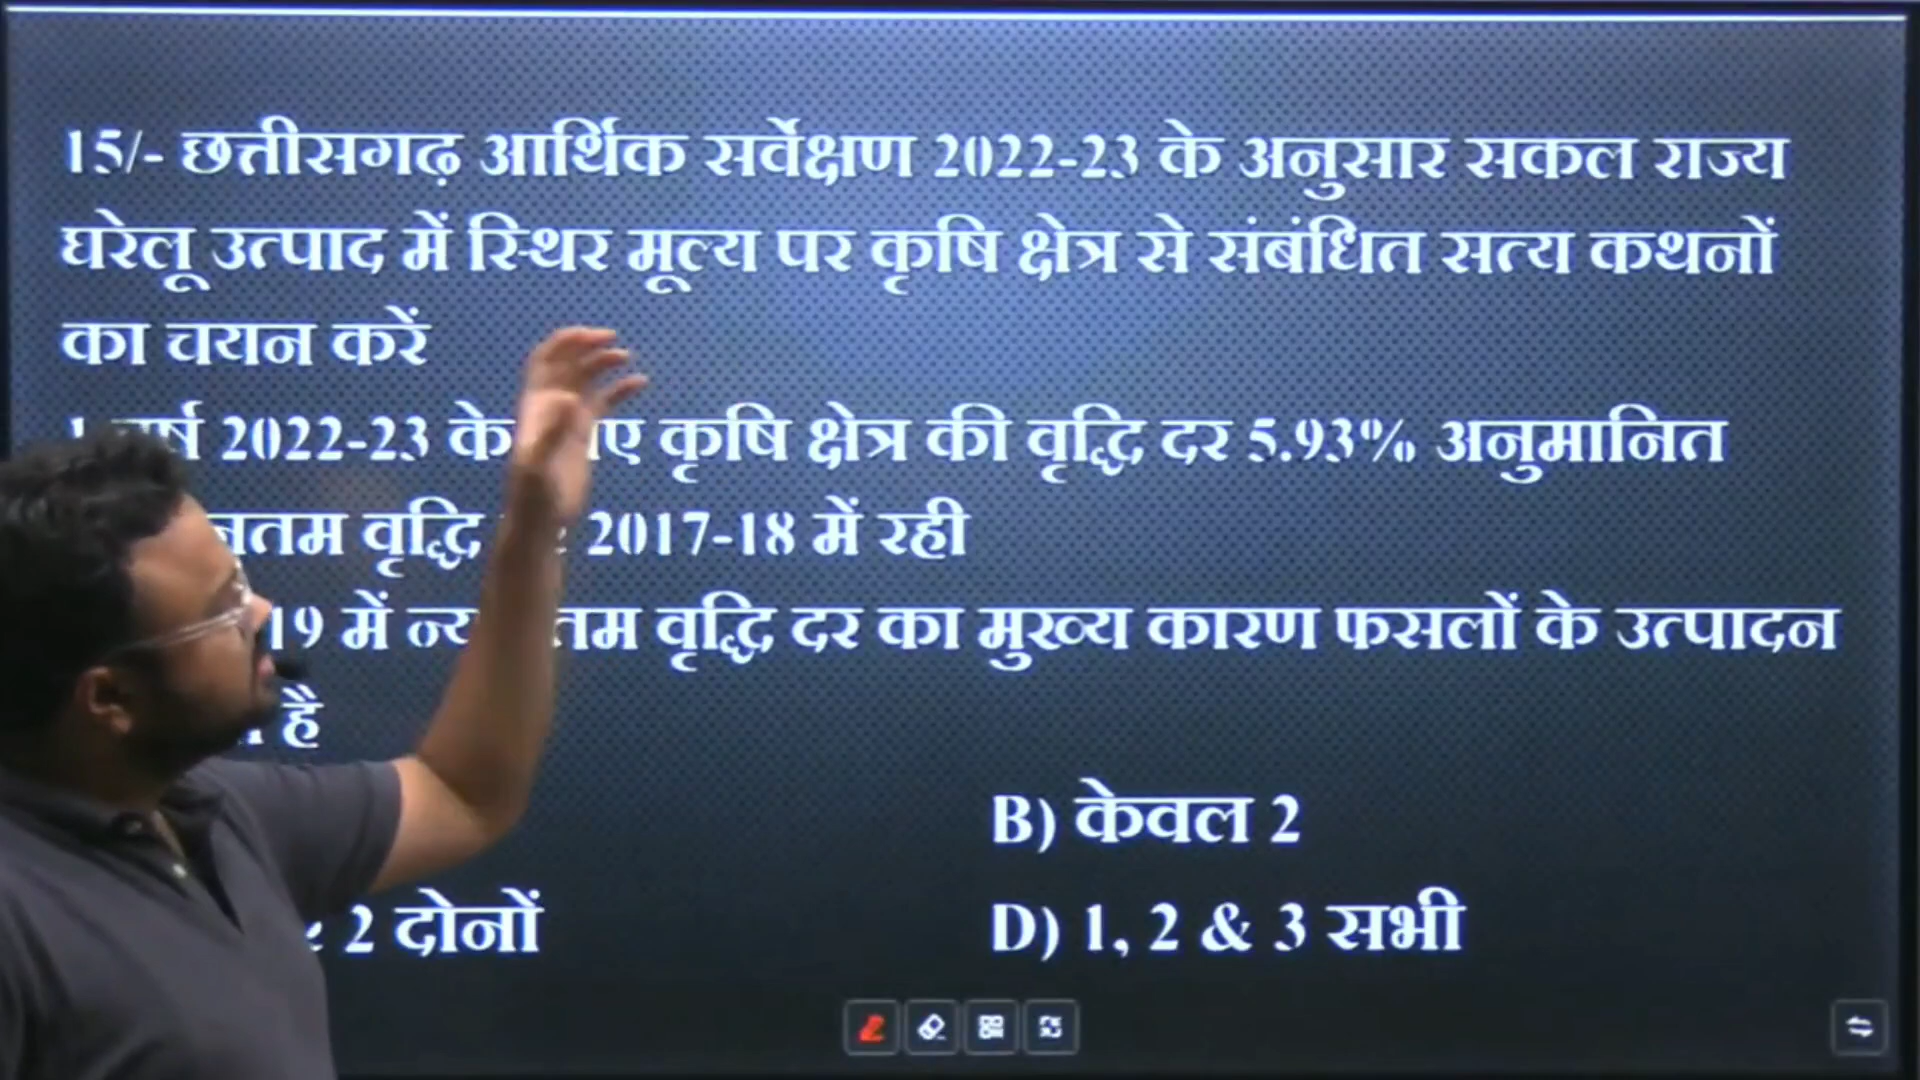 15/- छत्तीसगढ़ आर्थिक सर्वेक्षण 2022-23 के अनुसार सकल राज्य
घरेलू उत्पाद में स्थिर मूल्य पर कृषि क्षेत्र से संबंधित सत्य कथनों
का चयन करें
2022-23 के कृषि क्षेत्र की वृद्धि दर 5.93% अनुमानित
वृद्धि 2017-18 में रही
19 में वृद्धि दर का मुख्य कारण फसलों के उत्पादन
है
B) केवल 2
2 दोनों
D) 1, 2 & 3 सभी